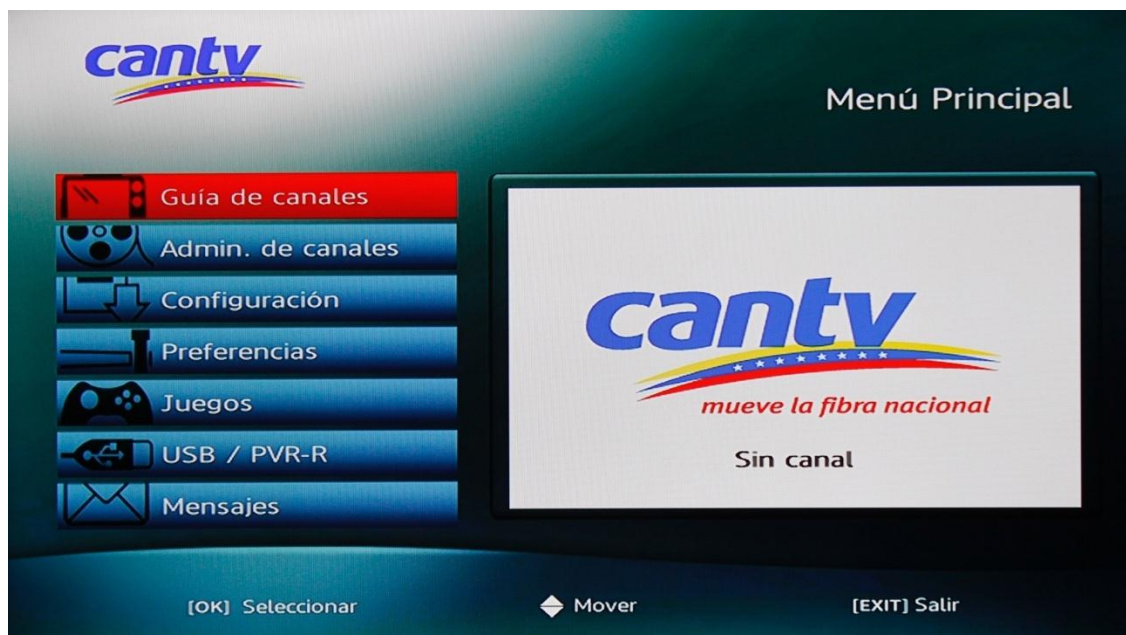 cantv
Menú Principal
Guía de canales
Admin. de canales
Configuración
Preferencias
Juegos
USB / PVR-R
Mensajes
cantv
mueve la fibra nacional
Sin canal
[OK] Seleccionar
Mover
[EXIT] Salir